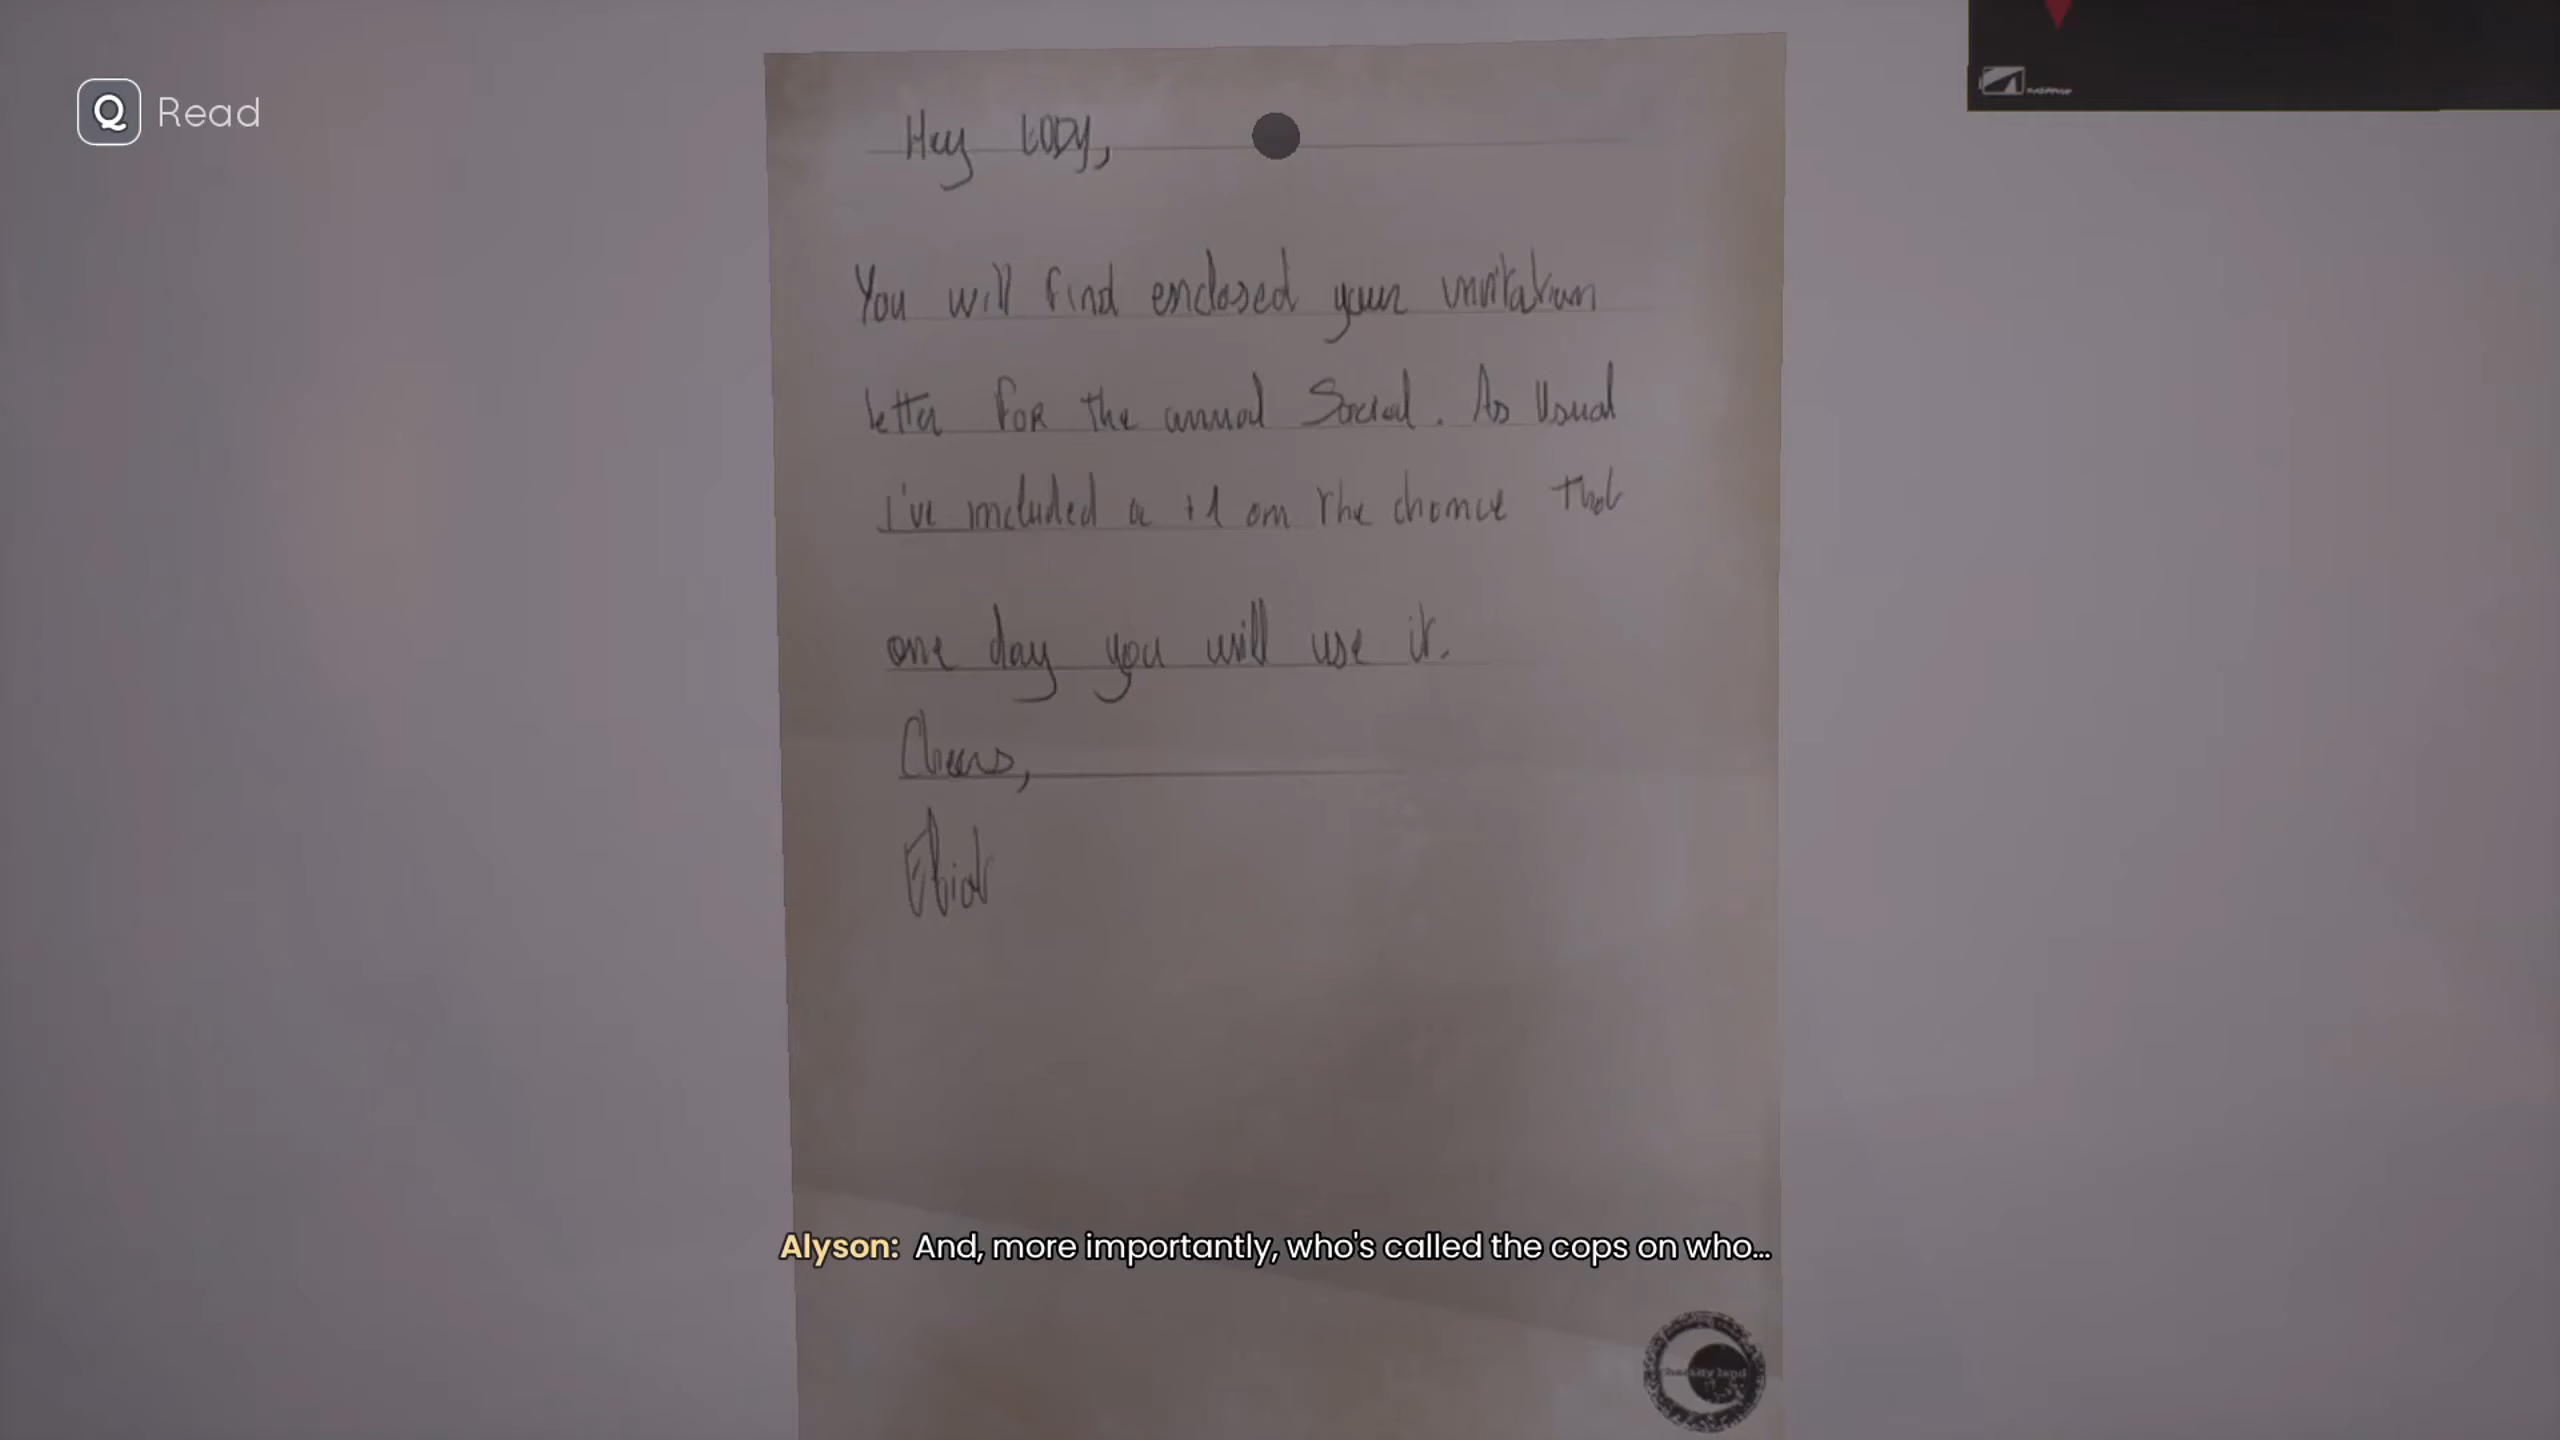 Q Read
Hey CODY,
You will find enclosed your invitation
letter FOR the annual Social. As Usual
I've included a +1 on the chance that
one day you will use it.
Cheers,
Eliot
Alyson: And, more importantly, who's called the cops on who...